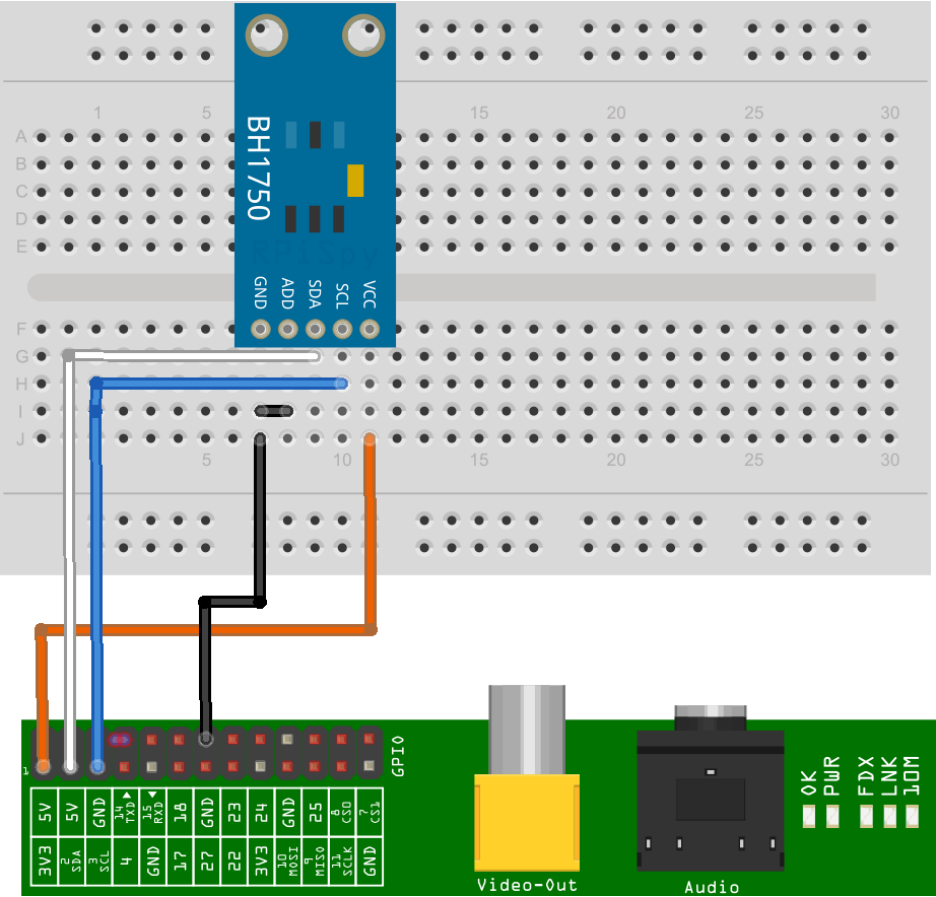 1 5 15 20 25 30
A
B
C
D
E
BH1750
RPiSpy
GND ADD SDA SCL VCC
F
G
H
I
J
5 10 15 20 25 30
GPIO
1
5V 5V GND 14 TXD 15 RXD 18 GND 23 24 GND 25 8 CS0 7 CS1
3V3 2 SDA 3 SCL 4 GND 17 27 22 3V3 10 MOSI 9 MISO 11 SCLK GND
Video-Out
Audio
OK PWR FDX LNK 10M